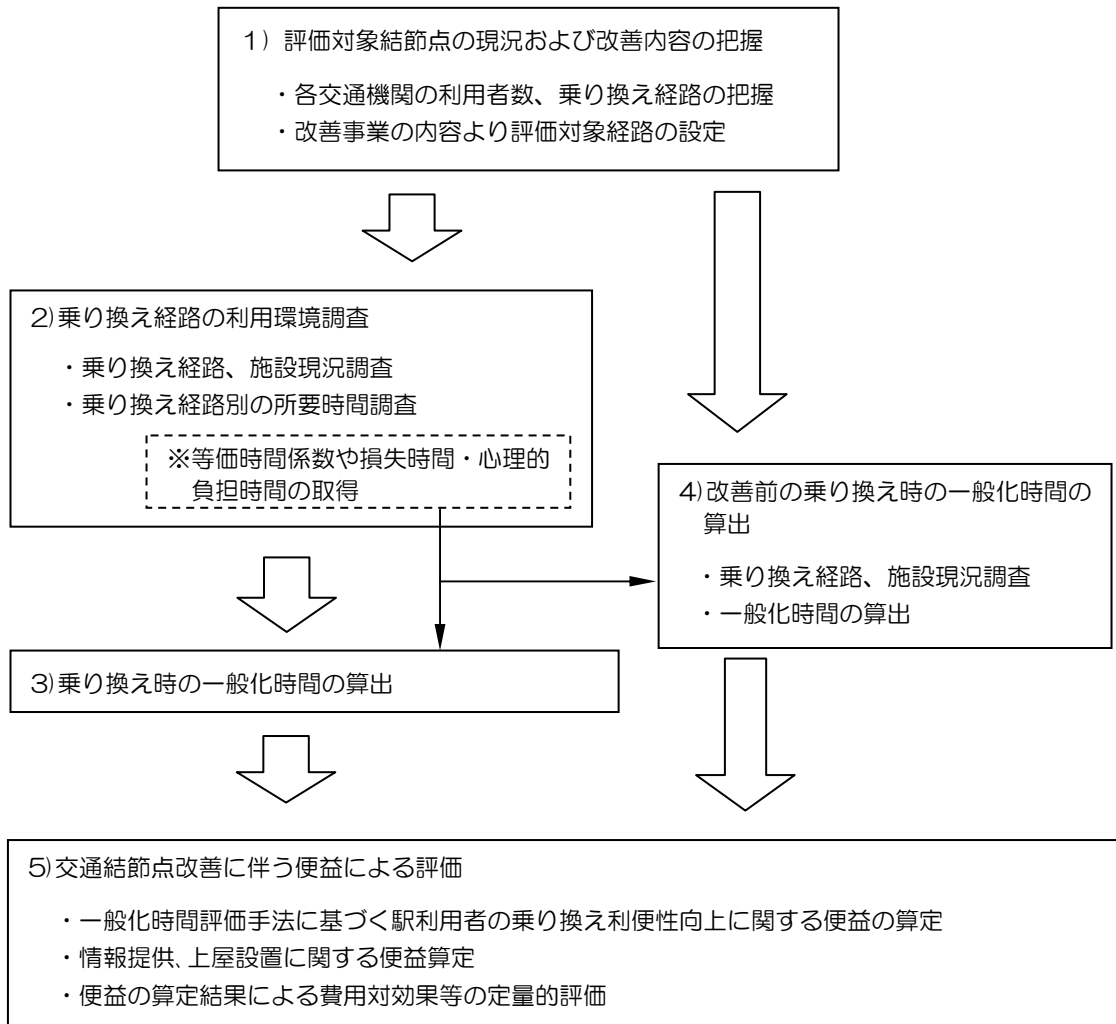 1) 評価対象結節点の現況および改善内容の把握
・各交通機関の利用者数、乗り換え経路の把握
・改善事業の内容より評価対象経路の設定
2)乗り換え経路の利用環境調査
・乗り換え経路、施設現況調査
・乗り換え経路別の所要時間調査
※等価時間係数や損失時間・心理的
負担時間の取得
3)乗り換え時の一般化時間の算出
4)改善前の乗り換え時の一般化時間の
算出
・乗り換え経路、施設現況調査
・一般化時間の算出
5)交通結節点改善に伴う便益による評価
・一般化時間評価手法に基づく駅利用者の乗り換え利便性向上に関する便益の算定
・情報提供、上屋設置に関する便益算定
・便益の算定結果による費用対効果等の定量的評価